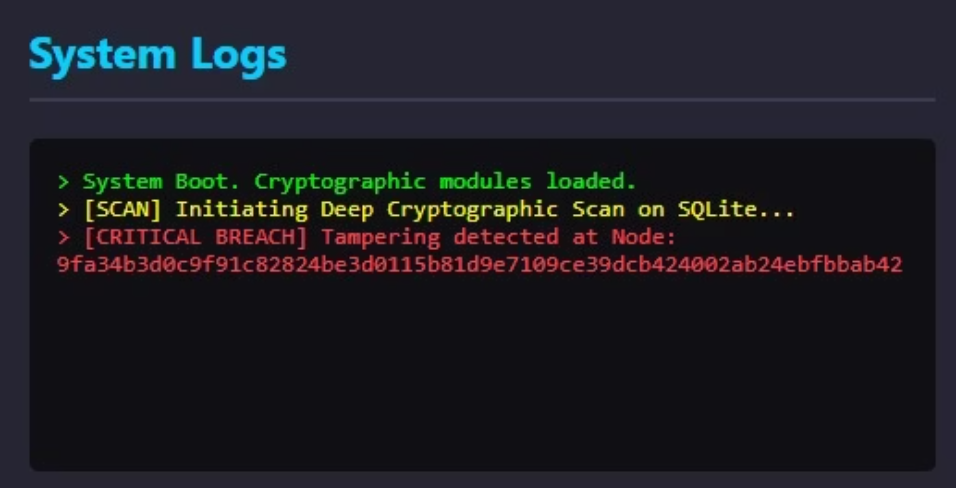 System Logs
> System Boot. Cryptographic modules loaded.
> [SCAN] Initiating Deep Cryptographic Scan on SQLite...
> [CRITICAL BREACH] Tampering detected at Node:
9fa34b3d0c9f91c82824be3d0115b81d9e7109ce39dcb424002ab24ebfbbab42